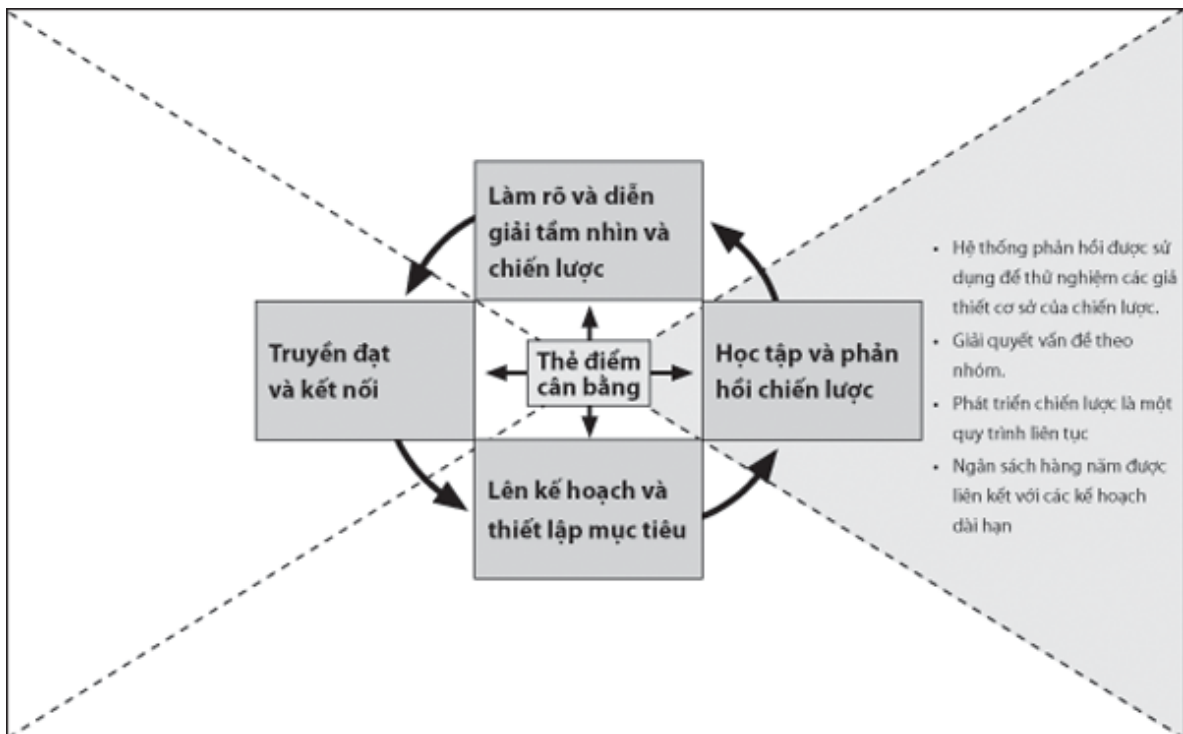 Làm rõ và diễn
giải tầm nhìn và
chiến lược
Truyền đạt
và kết nối
Thẻ điểm
cân bằng
Học tập và phản
hồi chiến lược
Lên kế hoạch và
thiết lập mục tiêu
• Hệ thống phản hồi được sử
dụng để thử nghiệm các giả
thiết cơ sở của chiến lược.
• Giải quyết vấn đề theo
nhóm.
• Phát triển chiến lược là một
quy trình liên tục
• Ngân sách hàng năm được
liên kết với các kế hoạch
dài hạn